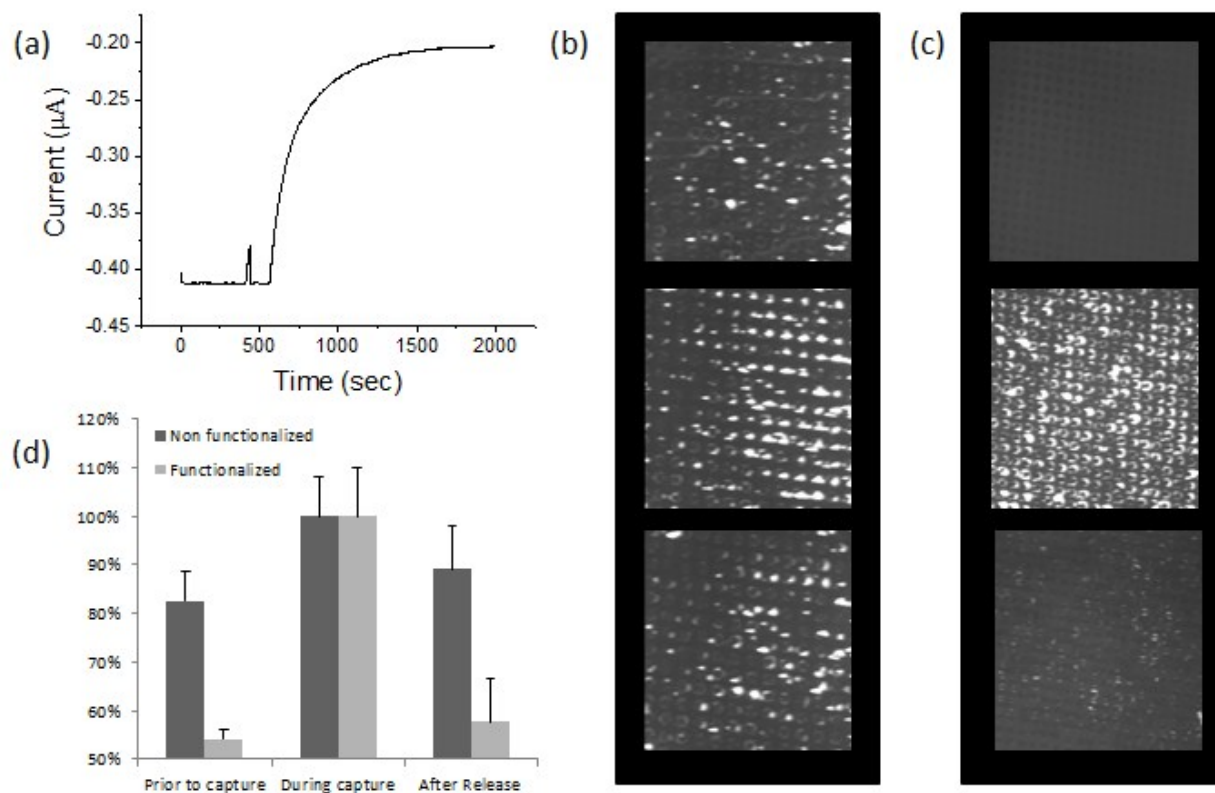 (a)
-0.20
-0.25
-0.30
-0.35
-0.40
-0.45
Current (μA)
0 500 1000 1500 2000
Time (sec)
(b)
(c)
(d)
120%
110%
100%
90%
80%
70%
60%
50%
Non functionalized
Functionalized
Prior to capture During capture After Release